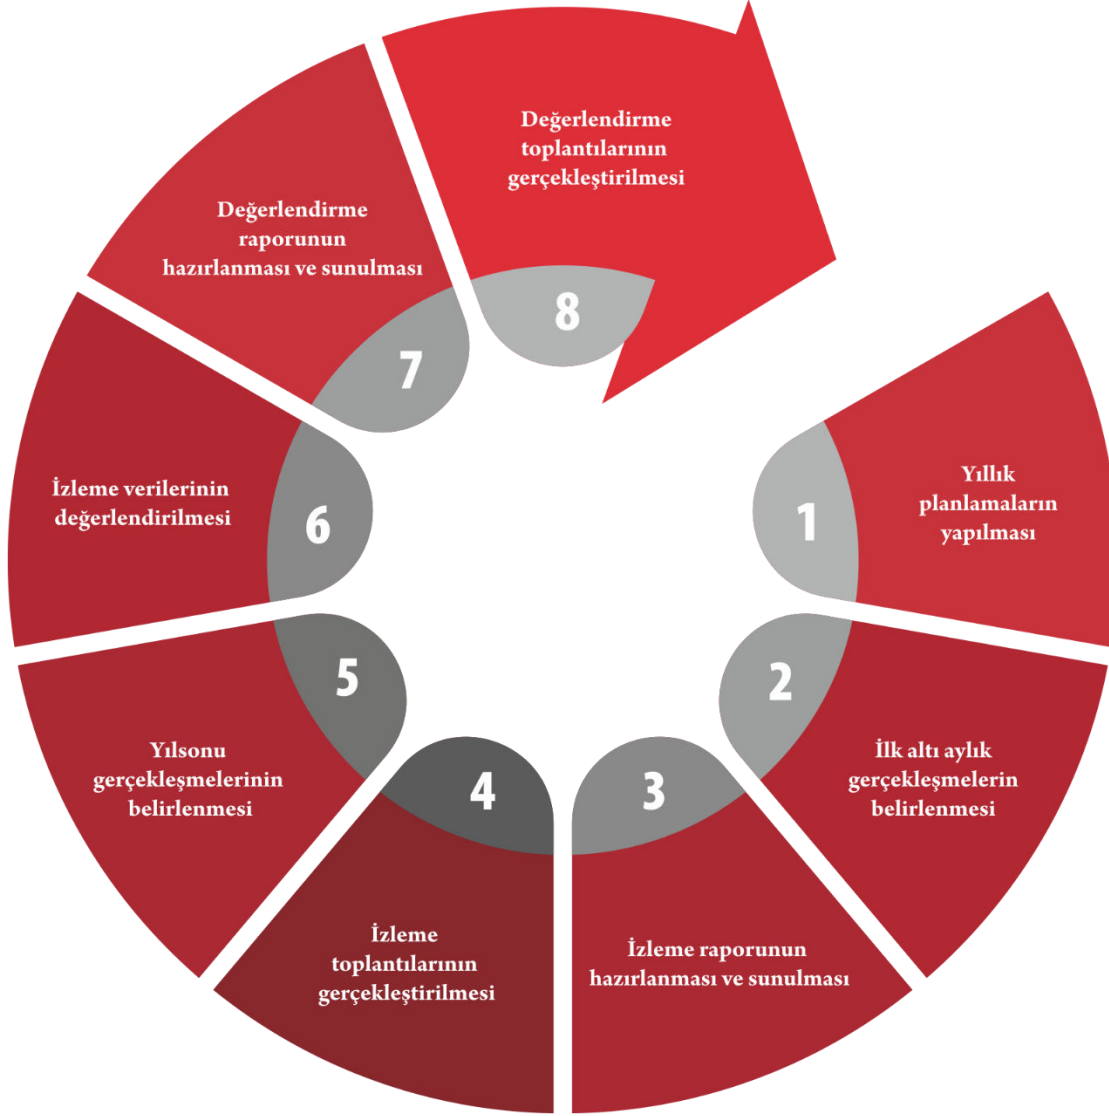 1
Yıllık
planlamaların
yapılması
2
İlk altı aylık
gerçekleşmelerin
belirlenmesi
3
İzleme raporunun
hazırlanması ve sunulması
4
İzleme
toplantılarının
gerçekleştirilmesi
5
Yılsonu
gerçekleşmelerinin
belirlenmesi
6
İzleme verilerinin
değerlendirilmesi
7
Değerlendirme
raporunun
hazırlanması ve sunulması
8
Değerlendirme
toplantılarının
gerçekleştirilmesi